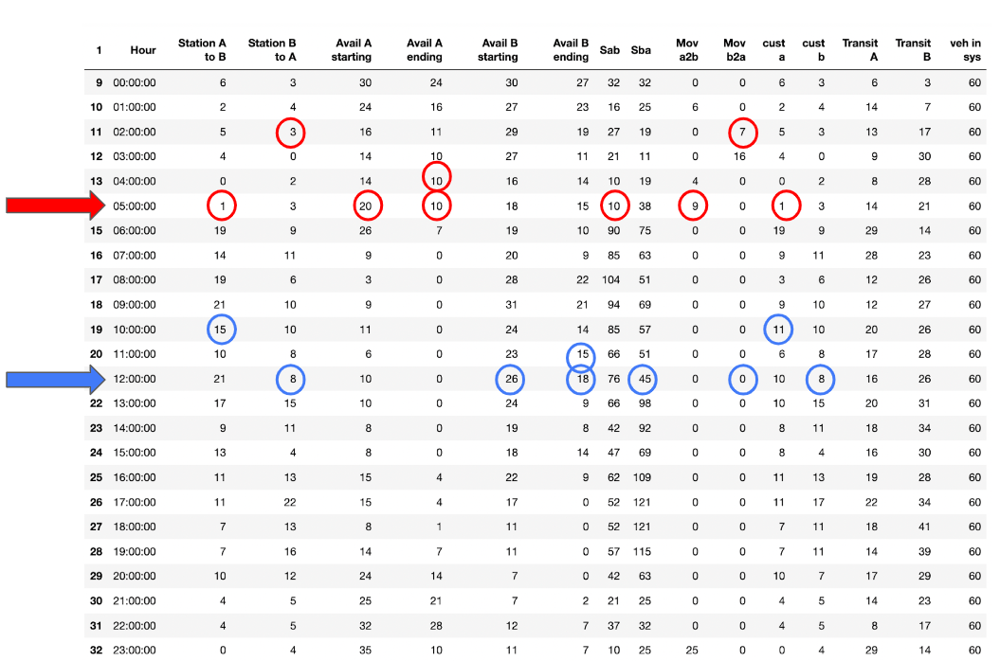 1 Hour Station A to B Station B to A Avail A starting Avail A ending Avail B starting Avail B ending Sab Sba Mov a2b Mov b2a cust a cust b Transit A Transit B veh in sys
9 00:00:00 6 3 30 24 30 27 32 32 0 0 6 3 6 3 60
10 01:00:00 2 4 24 16 27 23 16 25 6 0 2 4 14 7 60
11 02:00:00 5 3 16 11 29 19 27 19 0 7 5 3 13 17 60
12 03:00:00 4 0 14 10 27 11 21 11 0 16 4 0 9 30 60
13 04:00:00 0 2 14 10 16 14 10 19 4 0 0 2 8 28 60
05:00:00 1 3 20 10 18 15 10 38 9 0 1 3 14 21 60
15 06:00:00 19 9 26 7 19 10 90 75 0 0 19 9 29 14 60
16 07:00:00 14 11 9 0 20 9 85 63 0 0 9 11 28 23 60
17 08:00:00 19 6 3 0 28 22 104 51 0 0 3 6 12 26 60
18 09:00:00 21 10 9 0 31 21 94 69 0 0 9 10 12 27 60
19 10:00:00 15 10 11 0 24 14 85 57 0 0 11 10 20 26 60
20 11:00:00 10 8 6 0 23 15 66 51 0 0 6 8 17 28 60
12:00:00 21 8 10 0 26 18 76 45 0 0 10 8 16 26 60
22 13:00:00 17 15 10 0 24 9 66 98 0 0 10 15 20 31 60
23 14:00:00 9 11 8 0 19 8 42 92 0 0 8 11 18 34 60
24 15:00:00 13 4 8 0 18 14 47 69 0 0 8 4 16 30 60
25 16:00:00 11 13 15 4 22 9 62 109 0 0 11 13 19 28 60
26 17:00:00 11 22 15 4 17 0 52 121 0 0 11 17 22 34 60
27 18:00:00 7 13 8 1 11 0 52 121 0 0 7 11 18 41 60
28 19:00:00 7 16 14 7 11 0 57 115 0 0 7 11 14 39 60
29 20:00:00 10 12 24 14 7 0 42 63 0 0 10 7 17 29 60
30 21:00:00 4 5 25 21 7 2 21 25 0 0 4 5 14 23 60
31 22:00:00 4 5 32 28 12 7 37 32 0 0 4 5 8 17 60
32 23:00:00 0 4 35 10 11 7 10 25 25 0 0 4 29 14 60